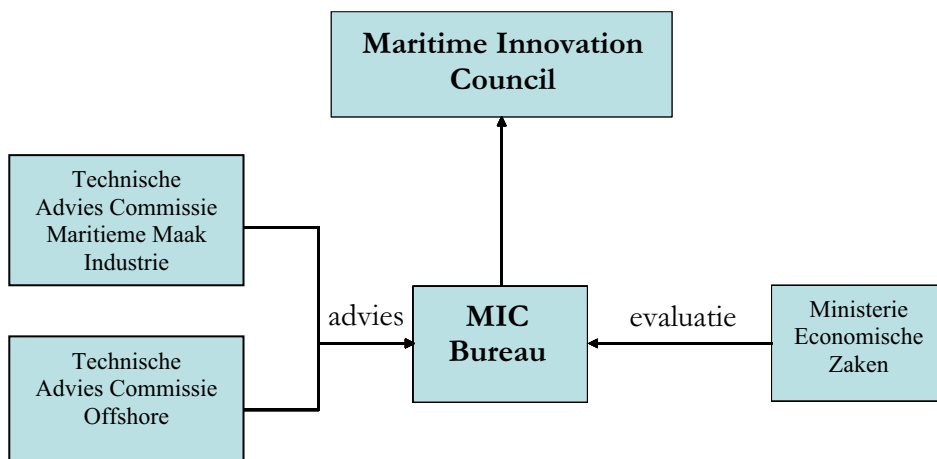 Maritime Innovation
Council
Technische
Advies Commissie
Maritieme Maak
Industrie
advies
MIC
Bureau
evaluatie
Ministerie
Economische
Zaken
Technische
Advies Commissie
Offshore